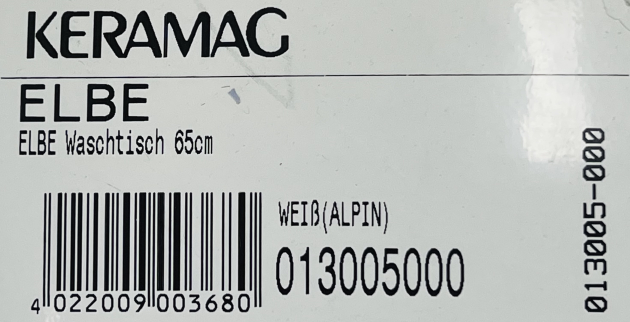 KERAMAG
ELBE
ELBE Waschtisch 65cm
WEIß(ALPIN)
013005000
4 022009 003680
013005-000